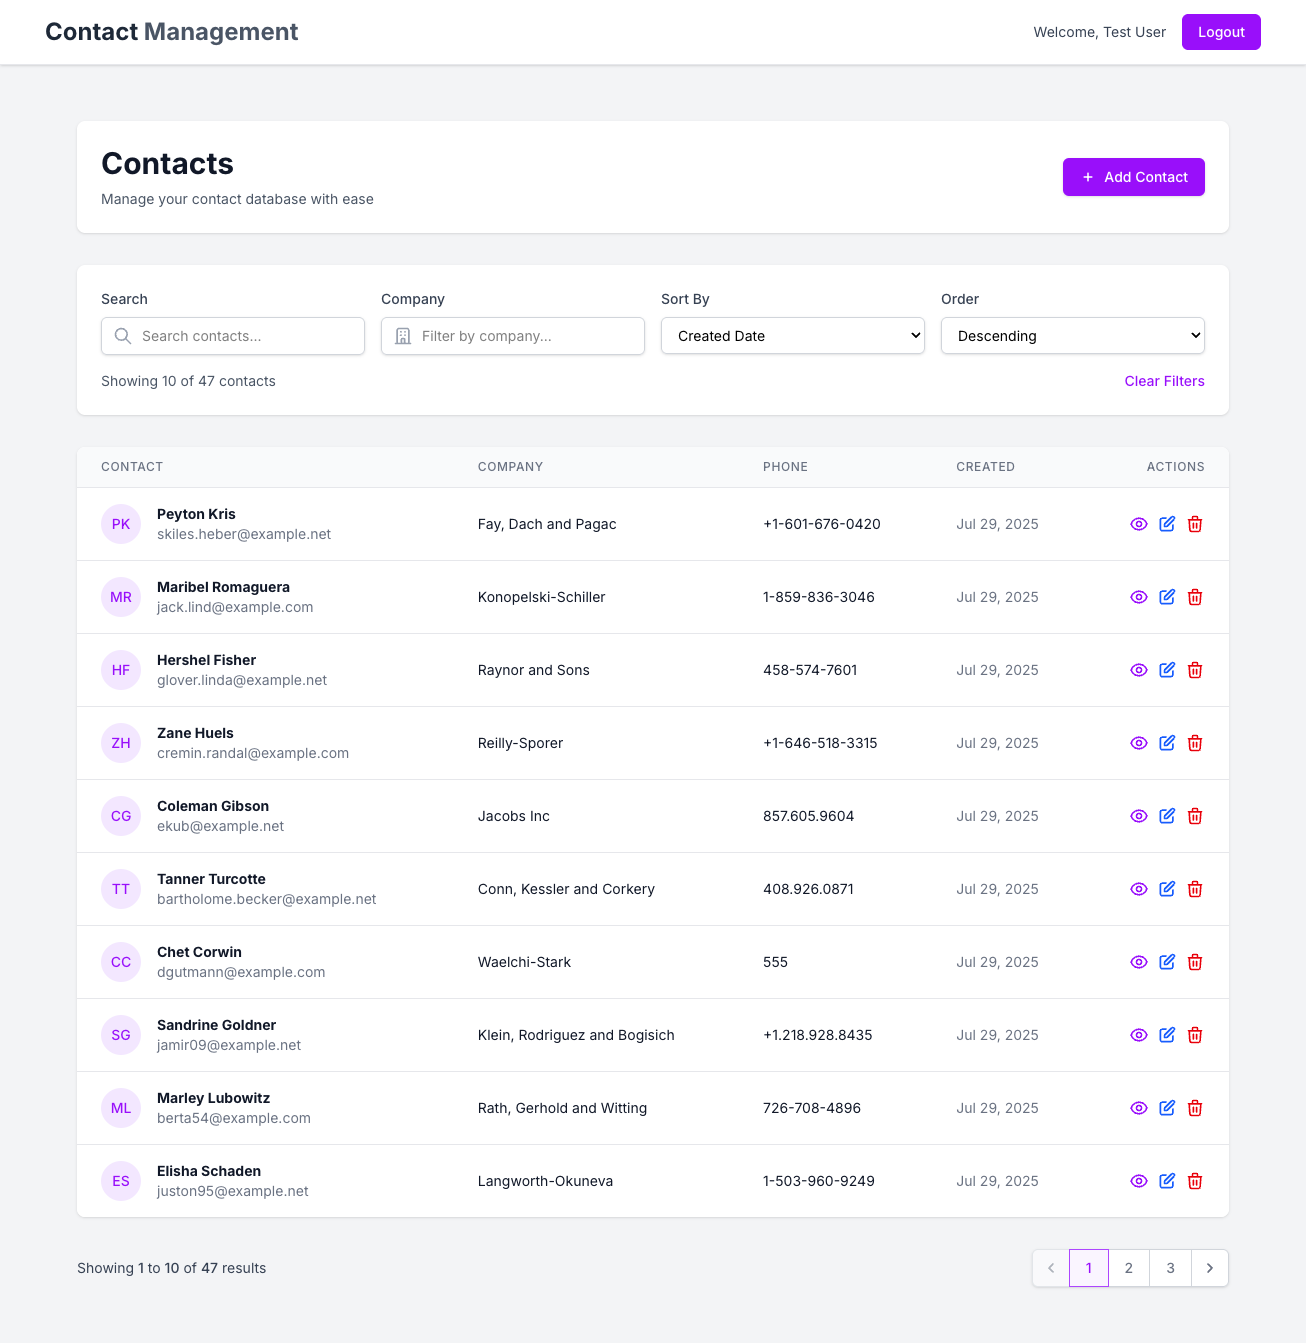 Contact Management
Welcome, Test User
Logout
Contacts
Manage your contact database with ease
+ Add Contact
Search
Company
Sort By
Order
Search contacts...
Filter by company...
Created Date
Descending
Showing 10 of 47 contacts
Clear Filters
CONTACT COMPANY PHONE CREATED ACTIONS
PK
Peyton Kris
skiles.heber@example.net
Fay, Dach and Pagac
+1-601-676-0420
Jul 29, 2025
MR
Maribel Romaguera
jack.lind@example.com
Konopelski-Schiller
1-859-836-3046
Jul 29, 2025
HF
Hershel Fisher
glover.linda@example.net
Raynor and Sons
458-574-7601
Jul 29, 2025
ZH
Zane Huels
cremin.randal@example.com
Reilly-Sporer
+1-646-518-3315
Jul 29, 2025
CG
Coleman Gibson
ekub@example.net
Jacobs Inc
857.605.9604
Jul 29, 2025
TT
Tanner Turcotte
bartholome.becker@example.net
Conn, Kessler and Corkery
408.926.0871
Jul 29, 2025
CC
Chet Corwin
dgutmann@example.com
Waelchi-Stark
555
Jul 29, 2025
SG
Sandrine Goldner
jamir09@example.net
Klein, Rodriguez and Bogisich
+1.218.928.8435
Jul 29, 2025
ML
Marley Lubowitz
berta54@example.com
Rath, Gerhold and Witting
726-708-4896
Jul 29, 2025
ES
Elisha Schaden
juston95@example.net
Langworth-Okuneva
1-503-960-9249
Jul 29, 2025
Showing 1 to 10 of 47 results
1 2 3